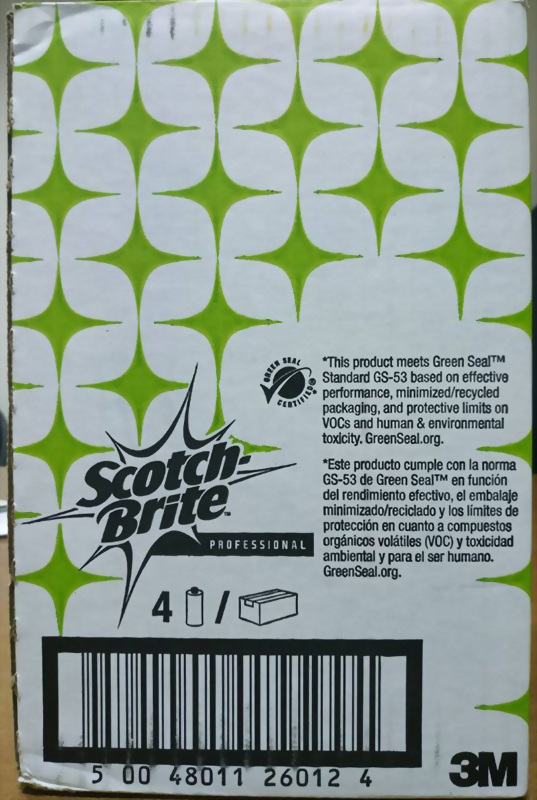 GREEN SEAL
CERTIFIED®
*This product meets Green Seal™
Standard GS-53 based on effective
performance, minimized/recycled
packaging, and protective limits on
VOCs and human & environmental
toxicity. GreenSeal.org.
*Este producto cumple con la norma
GS-53 de Green Seal™ en función
del rendimiento efectivo, el embalaje
minimizado/reciclado y los límites de
protección en cuanto a compuestos
orgánicos volátiles (VOC) y toxicidad
ambiental y para el ser humano.
GreenSeal.org.
Scotch-
Brite™
PROFESSIONAL
4 /
5 00 48011 26012 4
3M